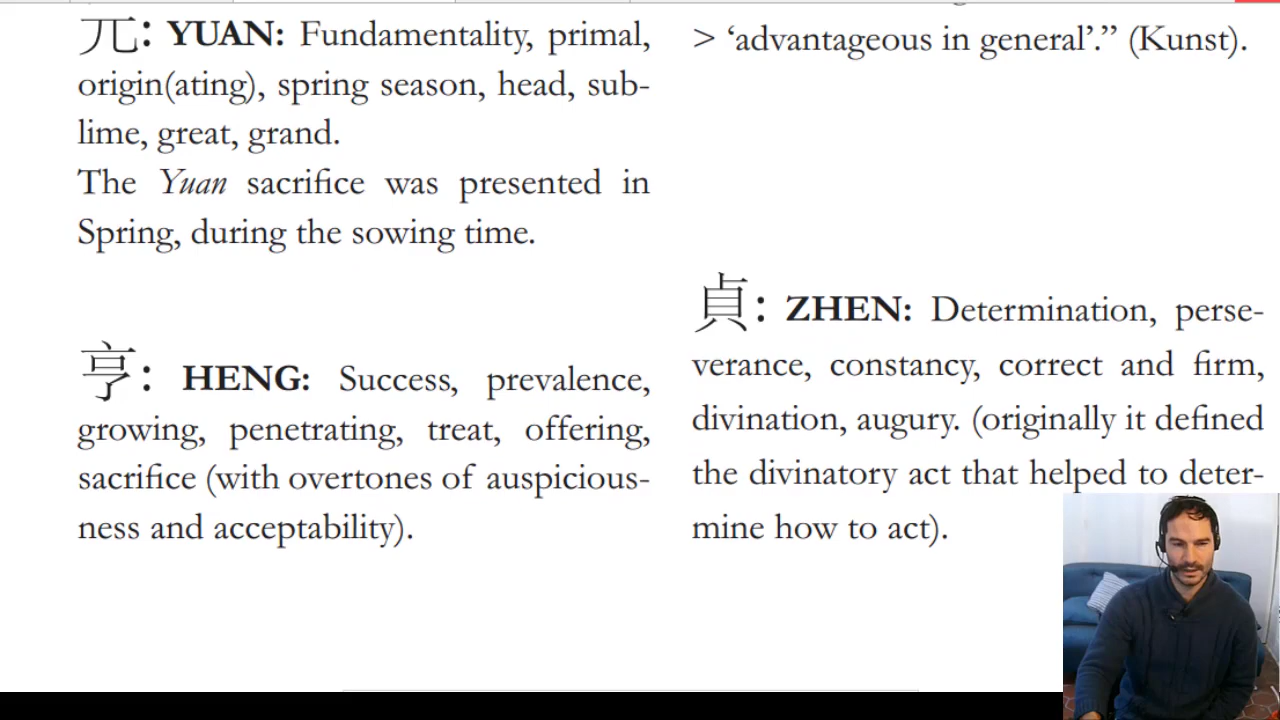 元: YUAN: Fundamentality, primal,
origin(ating), spring season, head, sub-
lime, great, grand.
The Yuan sacrifice was presented in
Spring, during the sowing time.
亨: HENG: Success, prevalence,
growing, penetrating, treat, offering,
sacrifice (with overtones of auspicious-
ness and acceptability).
> ‘advantageous in general’.” (Kunst).
貞: ZHEN: Determination, perse-
verance, constancy, correct and firm,
divination, augury. (originally it defined
the divinatory act that helped to deter-
mine how to act).